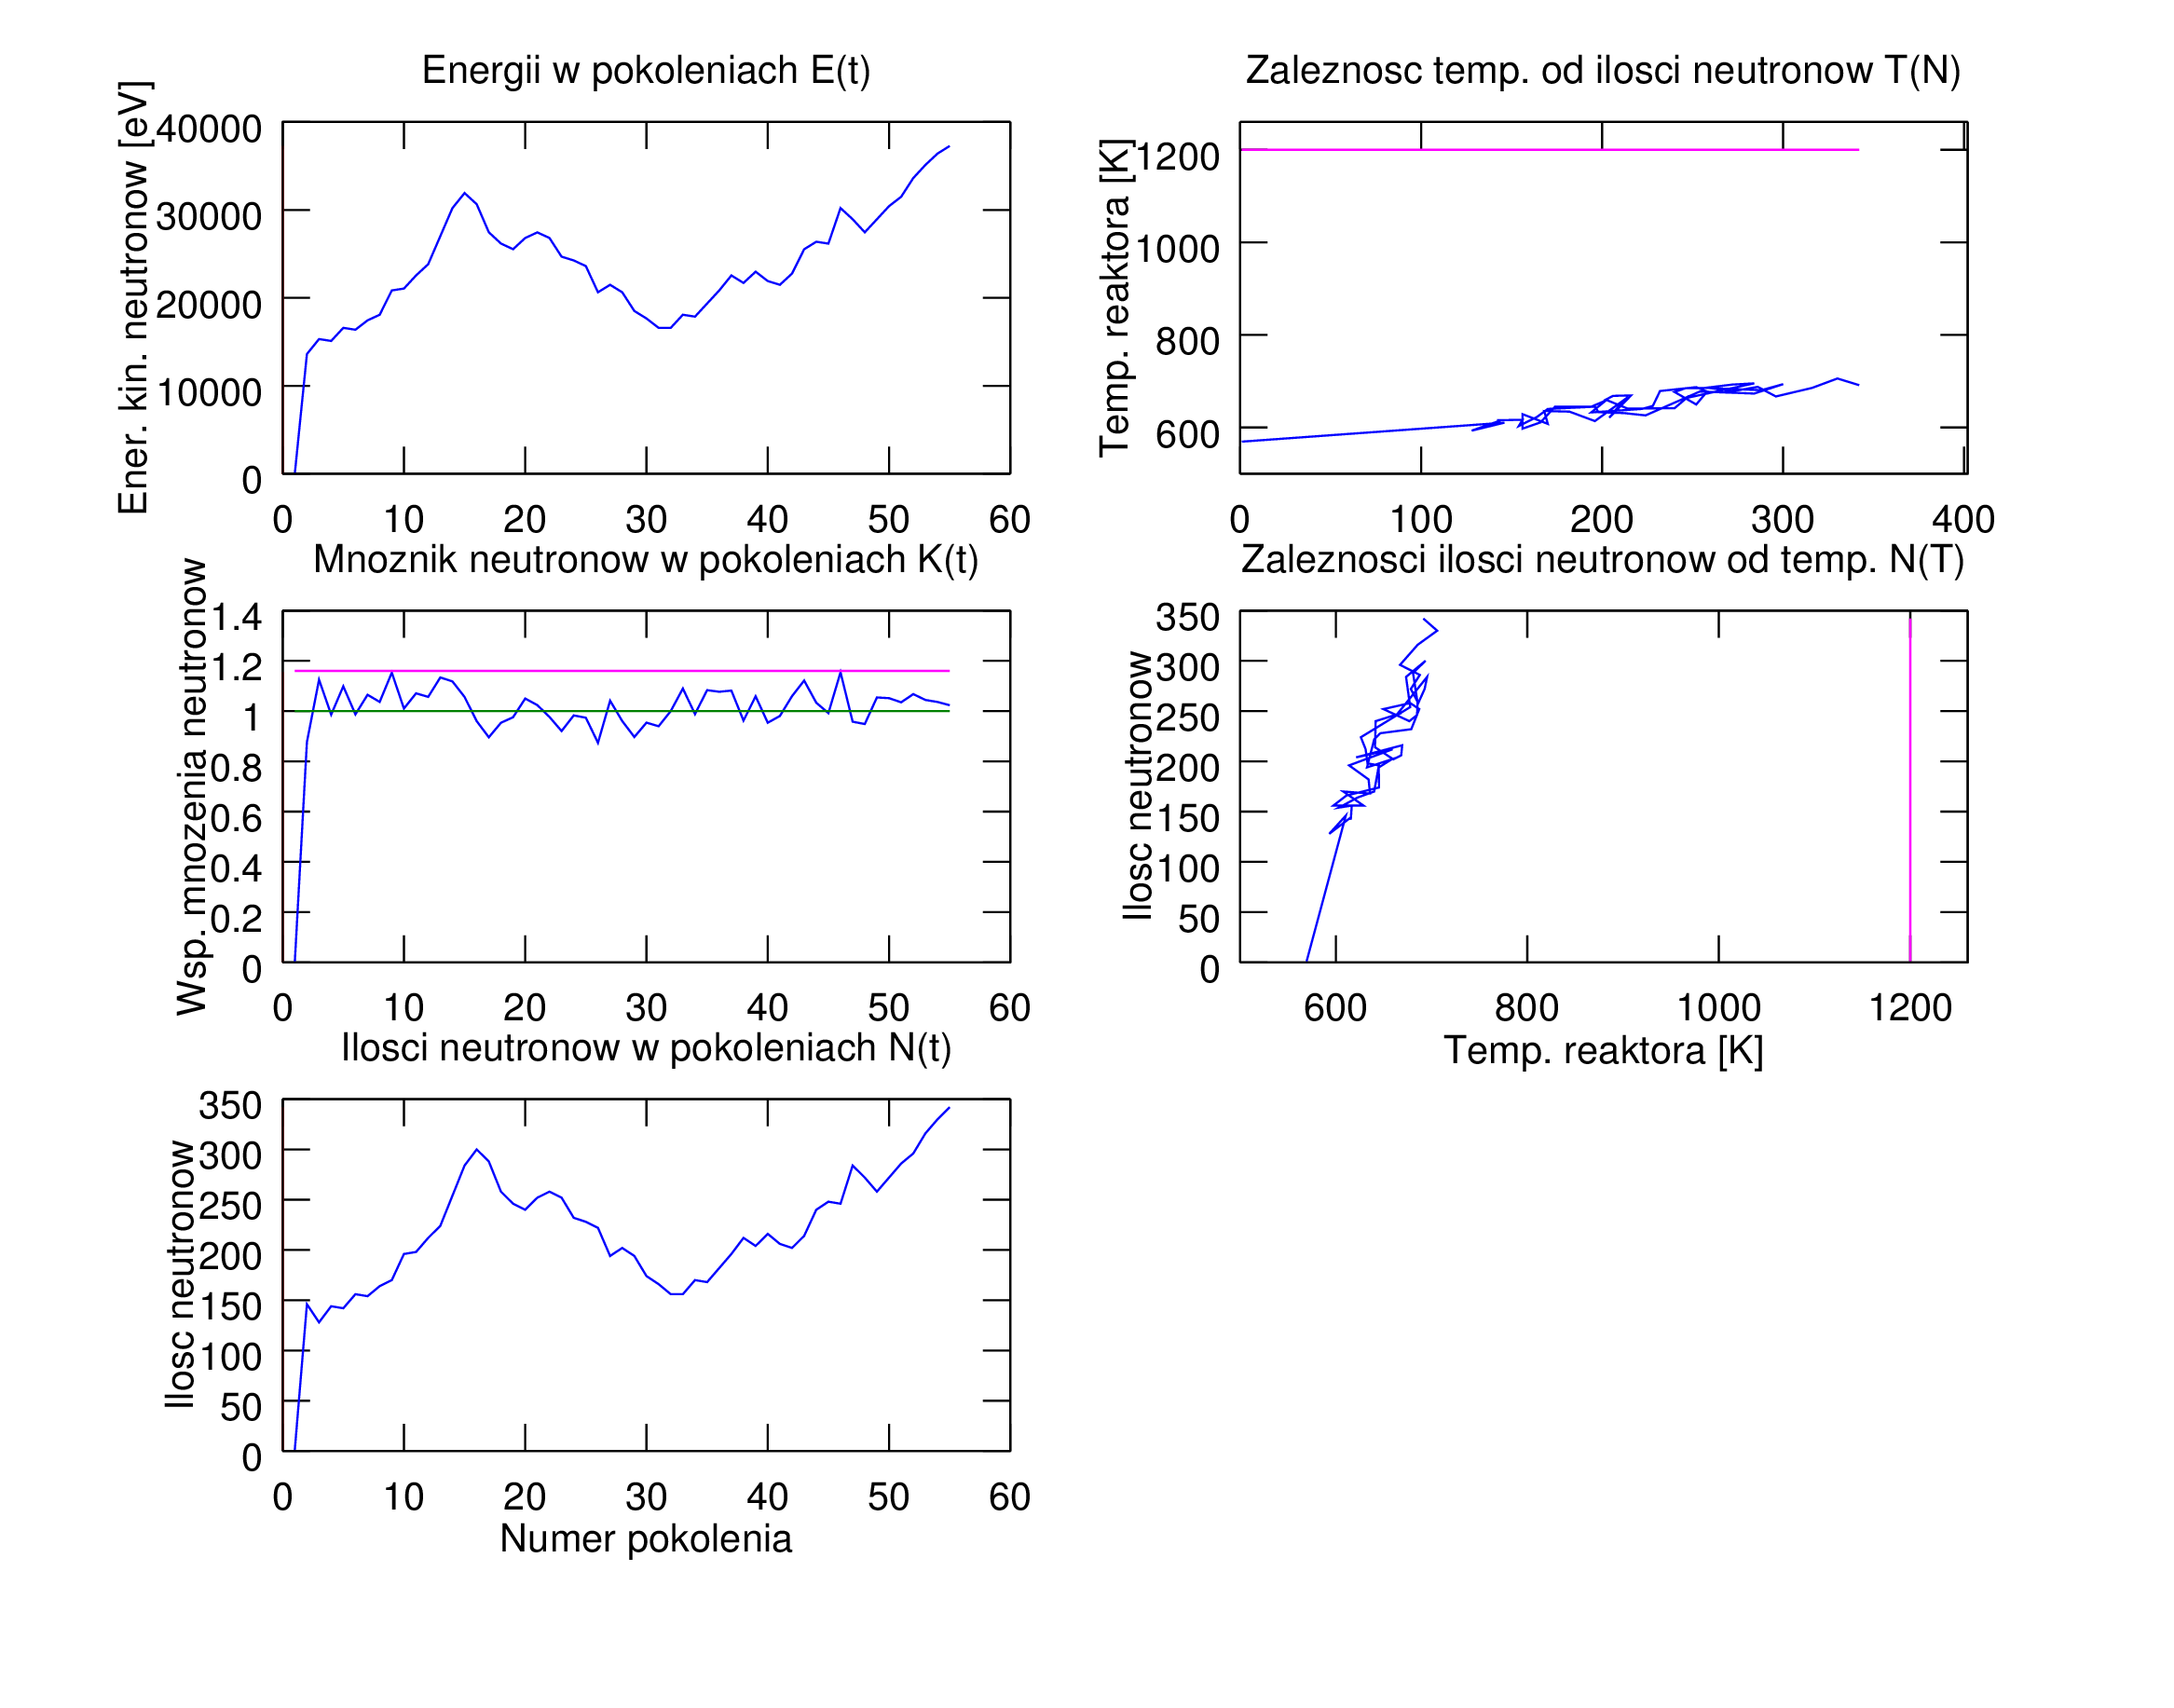 Energii w pokoleniach E(t)
Ener. kin. neutronow [eV]
40000
30000
20000
10000
0
0 10 20 30 40 50 60
Zaleznosc temp. od ilosci neutronow T(N)
Temp. reaktora [K]
1200
1000
800
600
0 100 200 300 400
Mnoznik neutronow w pokoleniach K(t)
Wsp. mnozenia neutronow
1.4
1.2
1
0.8
0.6
0.4
0.2
0
0 10 20 30 40 50 60
Zaleznosci ilosci neutronow od temp. N(T)
Ilosc neutronow
350
300
250
200
150
100
50
0
600 800 1000 1200
Temp. reaktora [K]
Ilosci neutronow w pokoleniach N(t)
Ilosc neutronow
350
300
250
200
150
100
50
0
0 10 20 30 40 50 60
Numer pokolenia